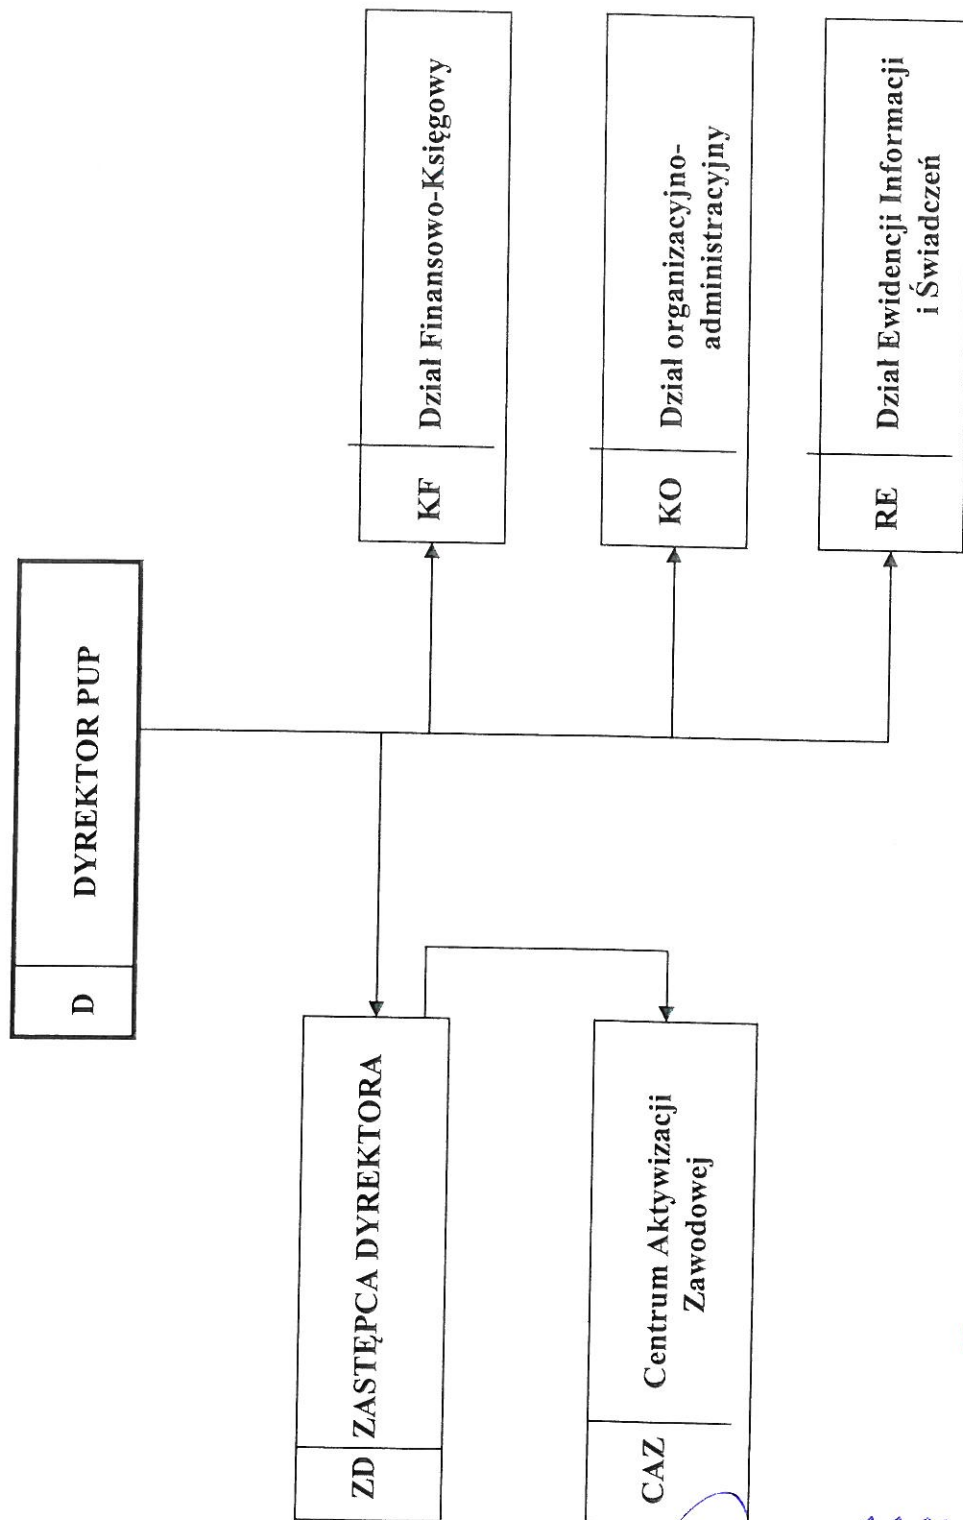 D DYREKTOR PUP
ZD ZASTĘPCA DYREKTORA
CAZ Centrum Aktywizacji
Zawodowej
KF Dział Finansowo-Księgowy
KO Dział organizacyjno-
administracyjny
RE Dział Ewidencji Informacji
i Świadczeń